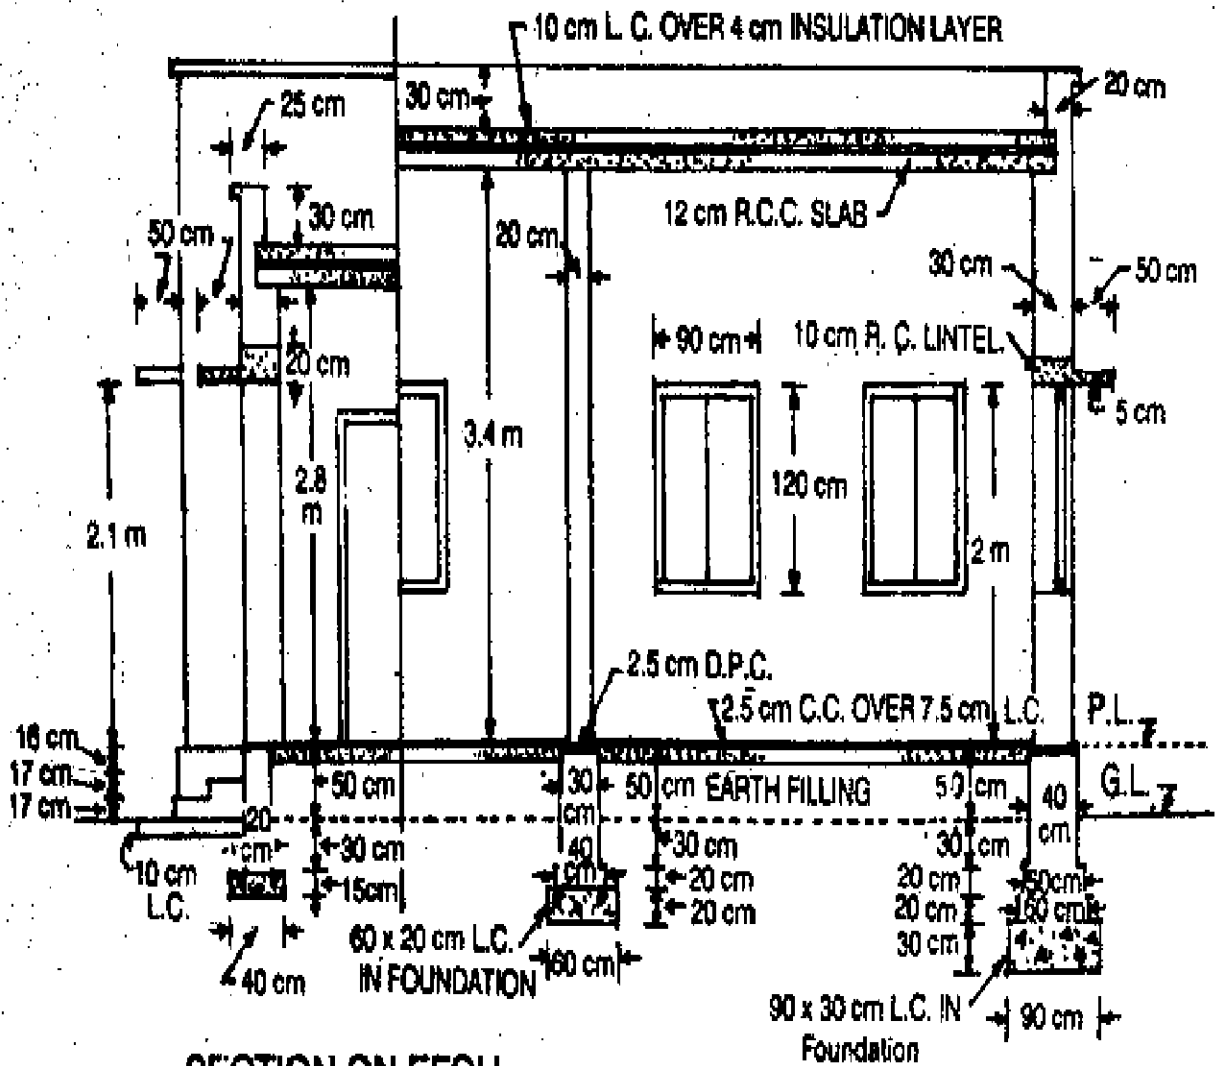 10 cm L. C. OVER 4 cm INSULATION LAYER
25 cm
30 cm
20 cm
30 cm
12 cm R.C.C. SLAB
50 cm
20 cm
30 cm
50 cm
90 cm
10 cm R. C. LINTEL.
20 cm
5 cm
3.4 m
2.8
m
120 cm
2.1 m
2 m
2.5 cm D.P.C.
2.5 cm C.C. OVER 7.5 cm L.C.
P.L.
16 cm
17 cm
17 cm
50 cm
30
cm
50 cm
EARTH FILLING
50 cm
40
cm
G.L.
20
cm
30 cm
40
cm
30 cm
30 cm
10 cm
L.C.
15cm
20 cm
20 cm
20 cm
50cm
20 cm
60 cm
30 cm
40 cm
60 x 20 cm L.C.
IN FOUNDATION
60 cm
90 x 30 cm L.C. IN
Foundation
90 cm
SECTION ON EFGH